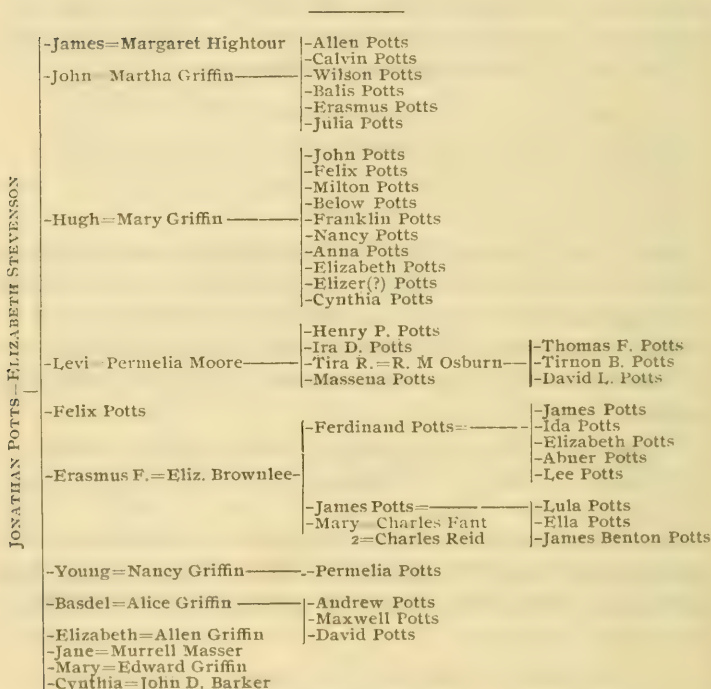 JONATHAN POTTS—ELIZABETH STEVENSON
-James=Margaret Hightour
-John Martha Griffin
-Allen Potts
-Calvin Potts
-Wilson Potts
-Balis Potts
-Erasmus Potts
-Julia Potts
-Hugh=Mary Griffin
-John Potts
-Felix Potts
-Milton Potts
-Below Potts
-Franklin Potts
-Nancy Potts
-Anna Potts
-Elizabeth Potts
-Elizer(?) Potts
-Cynthia Potts
-Levi Permelia Moore
-Henry P. Potts
-Ira D. Potts
-Tira R.=R. M Osburn
-Massena Potts
-Thomas F. Potts
-Tirnon B. Potts
-David L. Potts
-Felix Potts
-Erasmus F.=Eliz. Brownlee
-Ferdinand Potts=
-James Potts
-Ida Potts
-Elizabeth Potts
-Abner Potts
-Lee Potts
-James Potts=
-Mary Charles Fant
2=Charles Reid
-Lula Potts
-Ella Potts
-James Benton Potts
-Young=Nancy Griffin
-Permelia Potts
-Basdel=Alice Griffin
-Andrew Potts
-Maxwell Potts
-David Potts
-Elizabeth=Allen Griffin
-Jane=Murrell Masser
-Mary=Edward Griffin
-Cynthia=John D. Barker